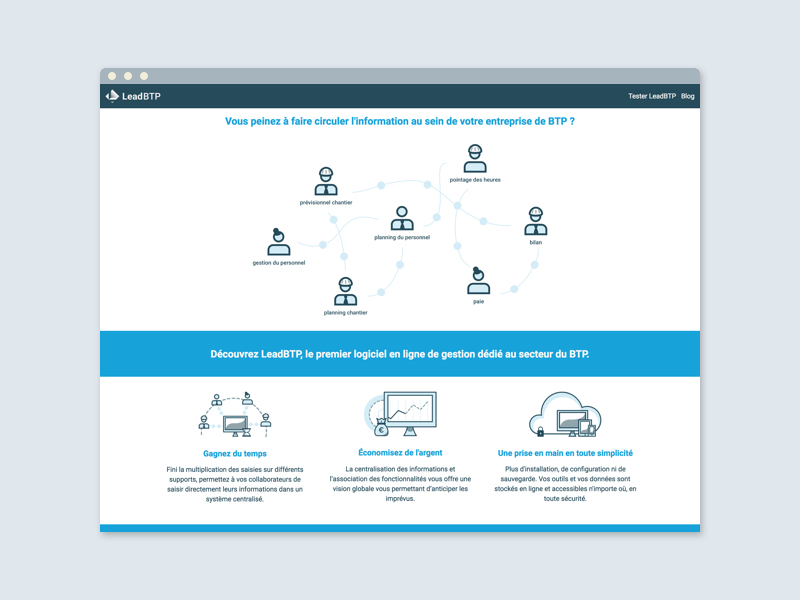 LeadBTP
Tester LeadBTP Blog
Vous peinez à faire circuler l'information au sein de votre entreprise de BTP ?
pointage des heures
prévisionnel chantier
planning du personnel
bilan
gestion du personnel
paie
planning chantier
Découvrez LeadBTP, le premier logiciel en ligne de gestion dédié au secteur du BTP.
Gagnez du temps
Fini la multiplication des saisies sur différents
supports, permettez à vos collaborateurs de
saisir directement leurs informations dans un
système centralisé.
€
Économisez de l'argent
La centralisation des informations et
l'association des fonctionnalités vous offre une
vision globale vous permettant d'anticiper les
imprévus.
Une prise en main en toute simplicité
Plus d'installation, de configuration ni de
sauvegarde. Vos outils et vos données sont
stockés en ligne et accessibles n'importe où, en
toute sécurité.